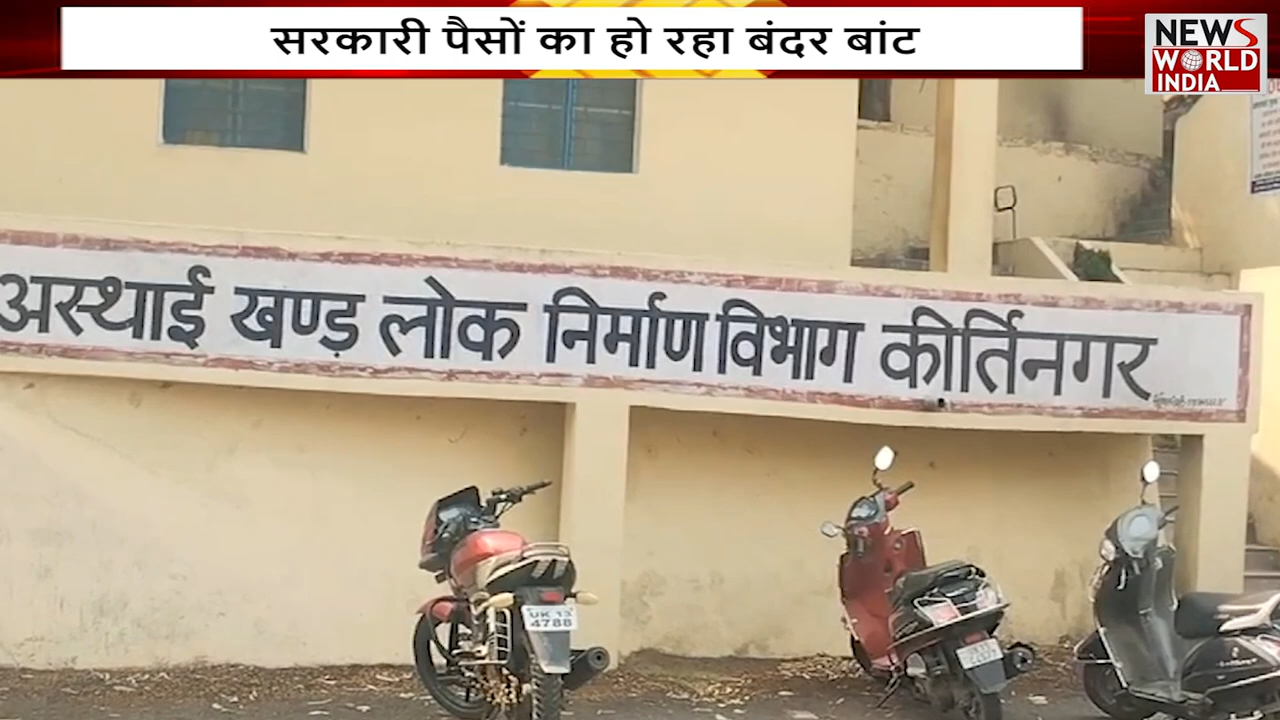 सरकारी पैसों का हो रहा बंदर बांट
NEWS
WORLD
INDIA
अस्थाई खण्ड लोक निर्माण विभाग कीर्तिनगर
UK 13
4788